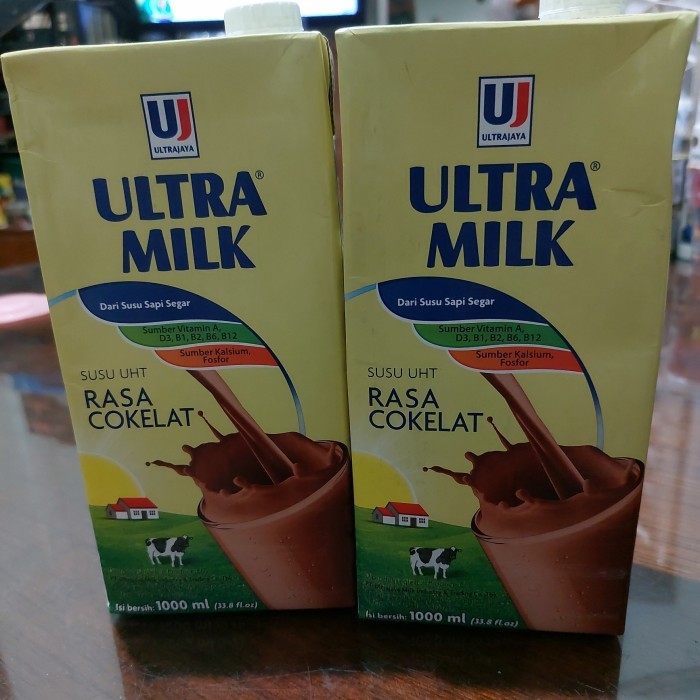 UJ
ULTRAJAYA
ULTRA®
MILK
Dari Susu Sapi Segar
Sumber Vitamin A,
D3, B1, B2, B6, B12
Sumber Kalsium,
Fosfor
SUSU UHT
RASA
COKELAT
Isi bersih: 1000 ml (33.8 fl.oz)
UJ
ULTRAJAYA
ULTRA®
MILK
Dari Susu Sapi Segar
Sumber Vitamin A,
D3, B1, B2, B6, B12
Sumber Kalsium,
Fosfor
SUSU UHT
RASA
COKELAT
Isi bersih: 1000 ml (33.8 fl.oz)